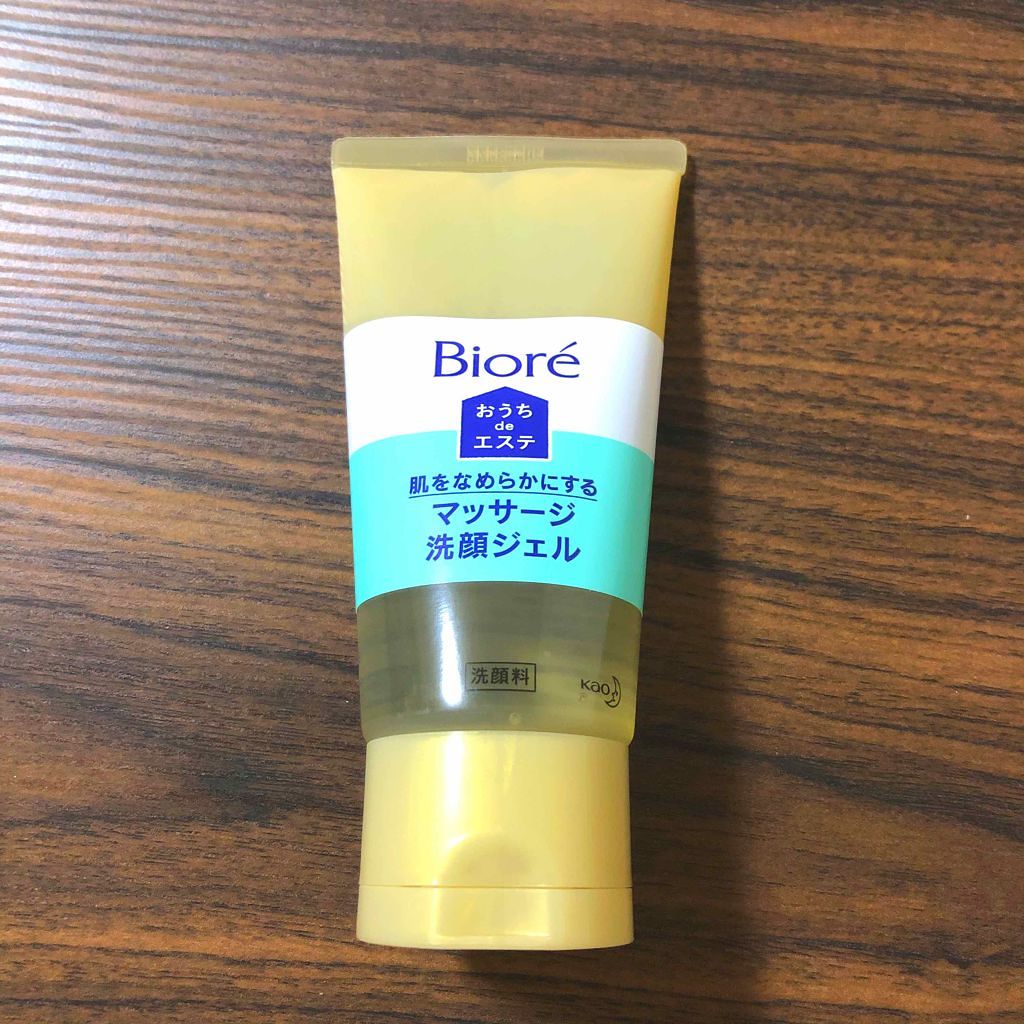 Bioré
おうち
de
エステ
肌をなめらかにする
マッサージ
洗顔ジェル
洗顔料
Kao